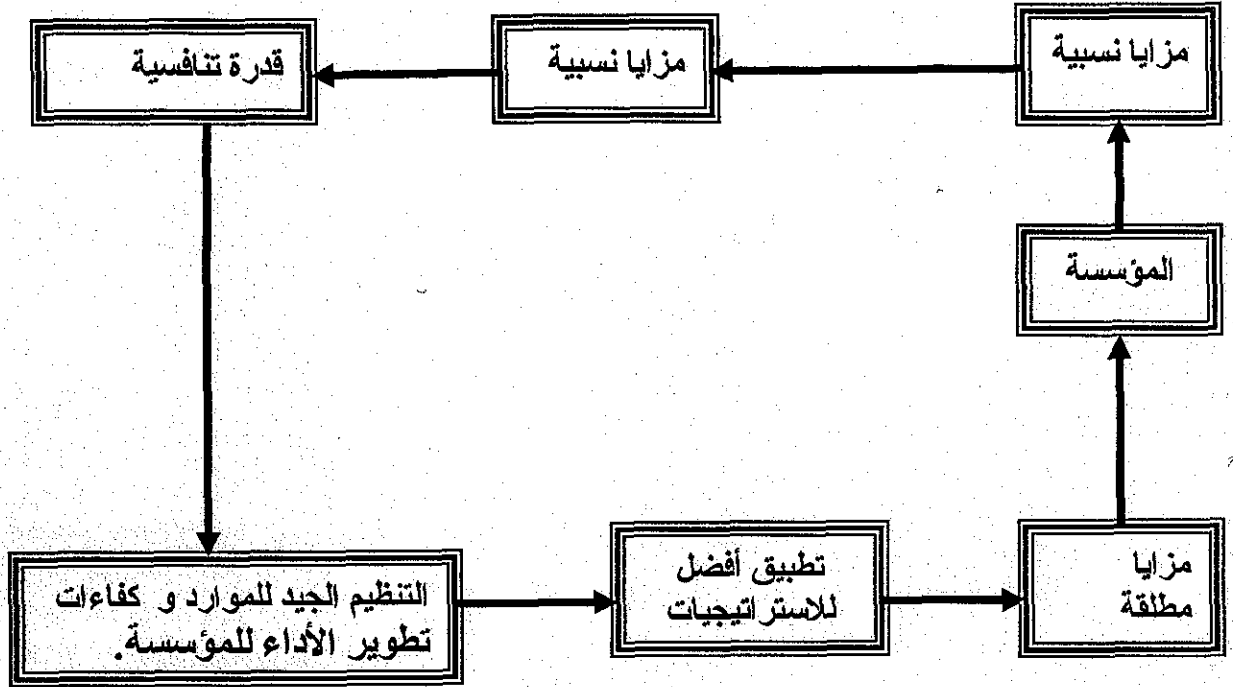 مزايا نسبية
مزايا نسبية
قدرة تنافسية
المؤسسة
مزايا
مطلقة
تطبيق أفضل
للاستراتيجيات
التنظيم الجيد للموارد و كفاءات
تطوير الأداء للمؤسسة.